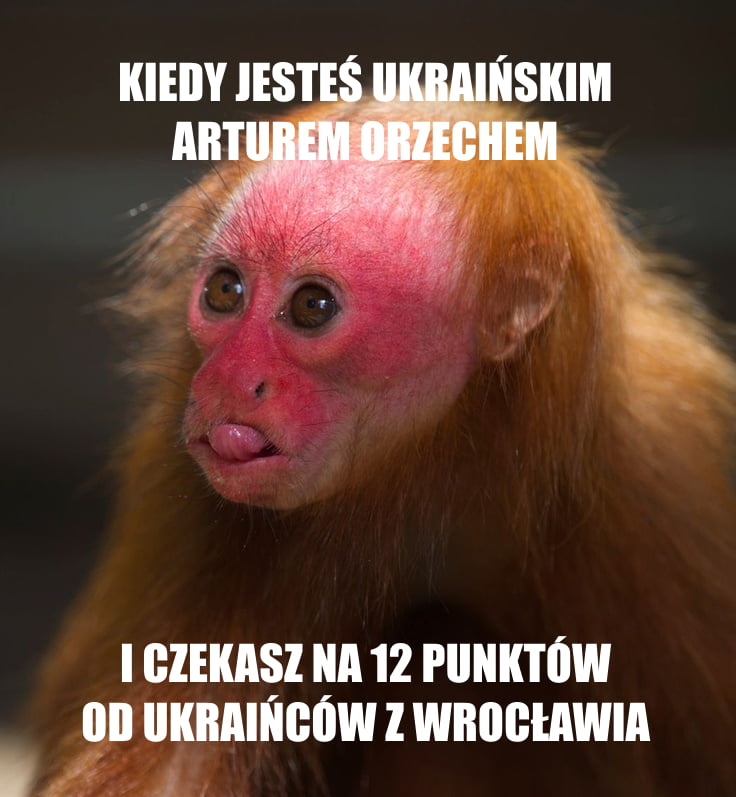 KIEDY JESTEŚ UKRAIŃSKIM
ARTUREM ORZECHEM
I CZEKASZ NA 12 PUNKTÓW
OD UKRAIŃCÓW Z WROCŁAWIA